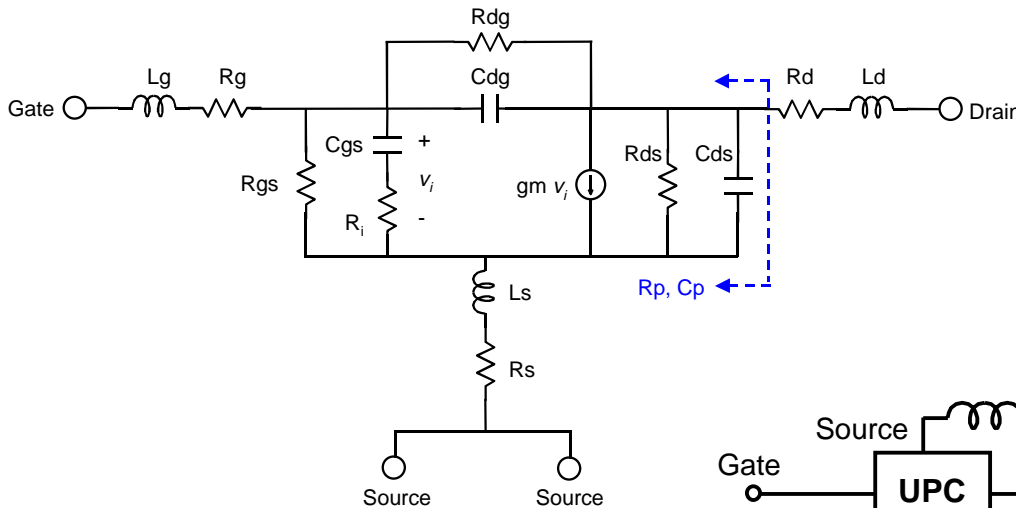 Rdg
Cdg
Lg
Rg
Rd
Ld
Gate
Drain
Cgs
+
Rds
Cds
Rgs
vi
gm vi
Ri
-
Ls
Rp, Cp
Rs
Source
Gate
UPC
Source
Source